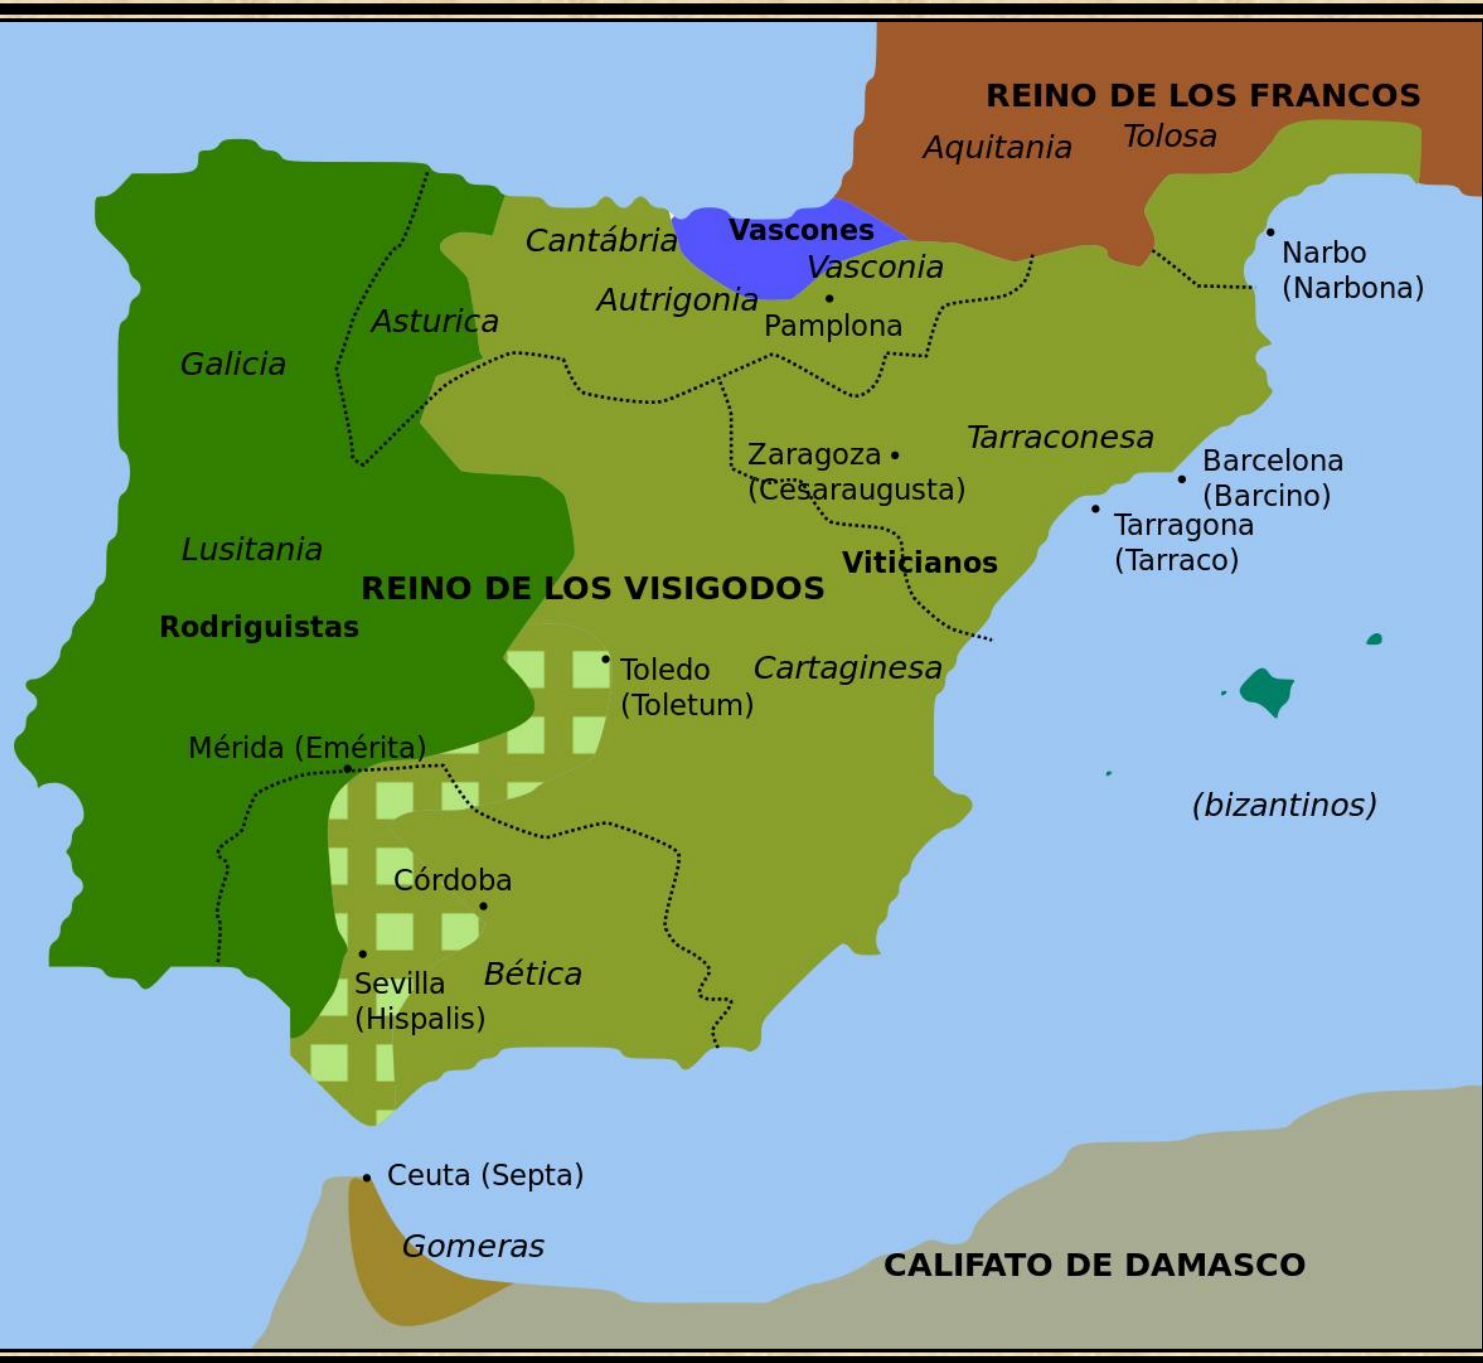 REINO DE LOS FRANCOS
Aquitania
Tolosa
Vascones
Cantábria
Vasconia
Narbo
(Narbona)
Autrigonia
Pamplona
Asturica
Galicia
Tarraconesa
Zaragoza
(Cesaraugusta)
Barcelona
(Barcino)
Tarragona
(Tarraco)
Lusitania
Viticianos
REINO DE LOS VISIGODOS
Rodriguistas
Toledo
(Toletum)
Cartaginesa
Mérida (Emérita)
(bizantinos)
Córdoba
Bética
Sevilla
(Hispalis)
Ceuta (Septa)
Gomeras
CALIFATO DE DAMASCO